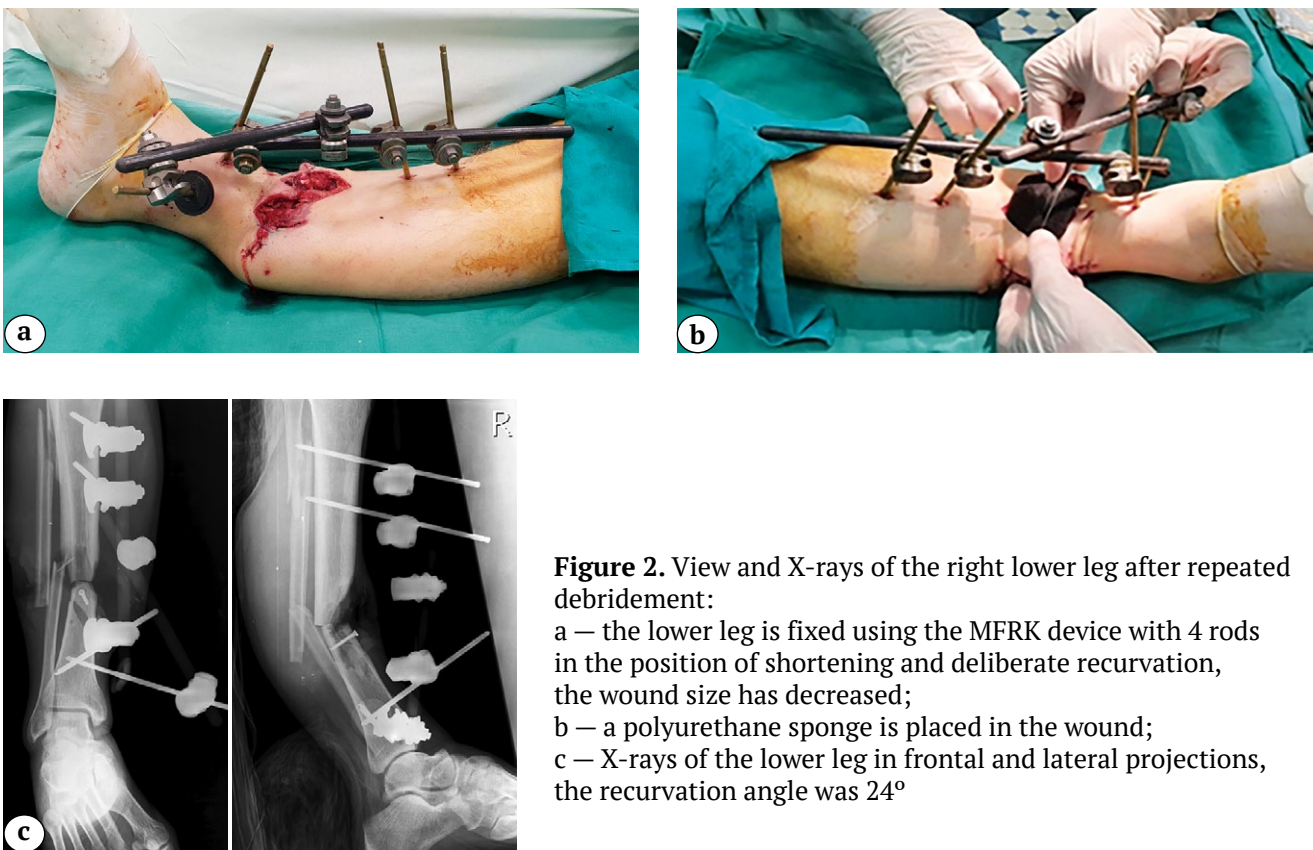 a
b
R
c
Figure 2. View and X-rays of the right lower leg after repeated
debridement:
a — the lower leg is fixed using the MFRK device with 4 rods
in the position of shortening and deliberate recurvation,
the wound size has decreased;
b — a polyurethane sponge is placed in the wound;
c — X-rays of the lower leg in frontal and lateral projections,
the recurvation angle was 24º